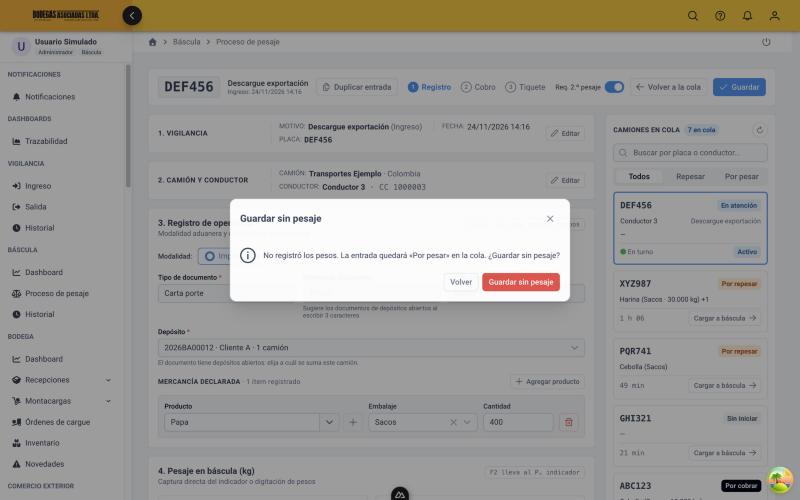 BODEGAS ASOCIADAS LTDA.
U
Usuario Simulado
Administrador Báscula
NOTIFICACIONES
Notificaciones
DASHBOARDS
Trazabilidad
VIGILANCIA
Ingreso
Salida
Historial
BÁSCULA
Dashboard
Proceso de pesaje
Historial
BODEGA
Dashboard
Recepciones
Montacargas
Órdenes de cargue
Inventario
Novedades
COMERCIO EXTERIOR
Báscula > Proceso de pesaje
DEF456
Descargue exportación
Ingreso: 24/11/2026 14:16
Duplicar entrada
1 Registro
2 Cobro
3 Tiquete
Req. 2.º pesaje
Volver a la cola
Guardar
1. VIGILANCIA
MOTIVO: Descargue exportación (Ingreso)
FECHA: 24/11/2026 14:16
PLACA: DEF456
Editar
2. CAMIÓN Y CONDUCTOR
CAMIÓN: Transportes Ejemplo · Colombia
CONDUCTOR: Conductor 3 · CC 1000003
Editar
3. Registro de ope
Modalidad aduanera
Modalidad:
Tipo de documento *
Carta porte
Sugiere los documentos de depósitos abiertos al
escribir 3 caracteres.
Guardar sin pesaje
No registró los pesos. La entrada quedará «Por pesar» en la cola. ¿Guardar sin pesaje?
Volver
Guardar sin pesaje
Depósito *
2026BA00012 · Cliente A · 1 camión
El documento tiene depósitos abiertos: elija a cuál se suma este camión.
MERCANCÍA DECLARADA · 1 ítem registrado
Agregar producto
Producto
Embalaje
Cantidad
Papa
Sacos
400
4. Pesaje en báscula (kg)
Captura directa del indicador o digitación de pesos
F2 lleva al P. indicador
CAMIONES EN COLA
7 en cola
Buscar por placa o conductor...
Todos
Repesar
Por pesar
DEF456
En atención
Conductor 3
Descargue exportación
—
En turno
Activo
XYZ987
Por repesar
Harina (Sacos · 30.000 kg) +1
1 h 06
Cargar a báscula
PQR741
Por repesar
Cebolla (Sacos)
49 min
Cargar a báscula
GHI321
Sin iniciar
—
21 min
Cargar a báscula
ABC123
Por cobrar